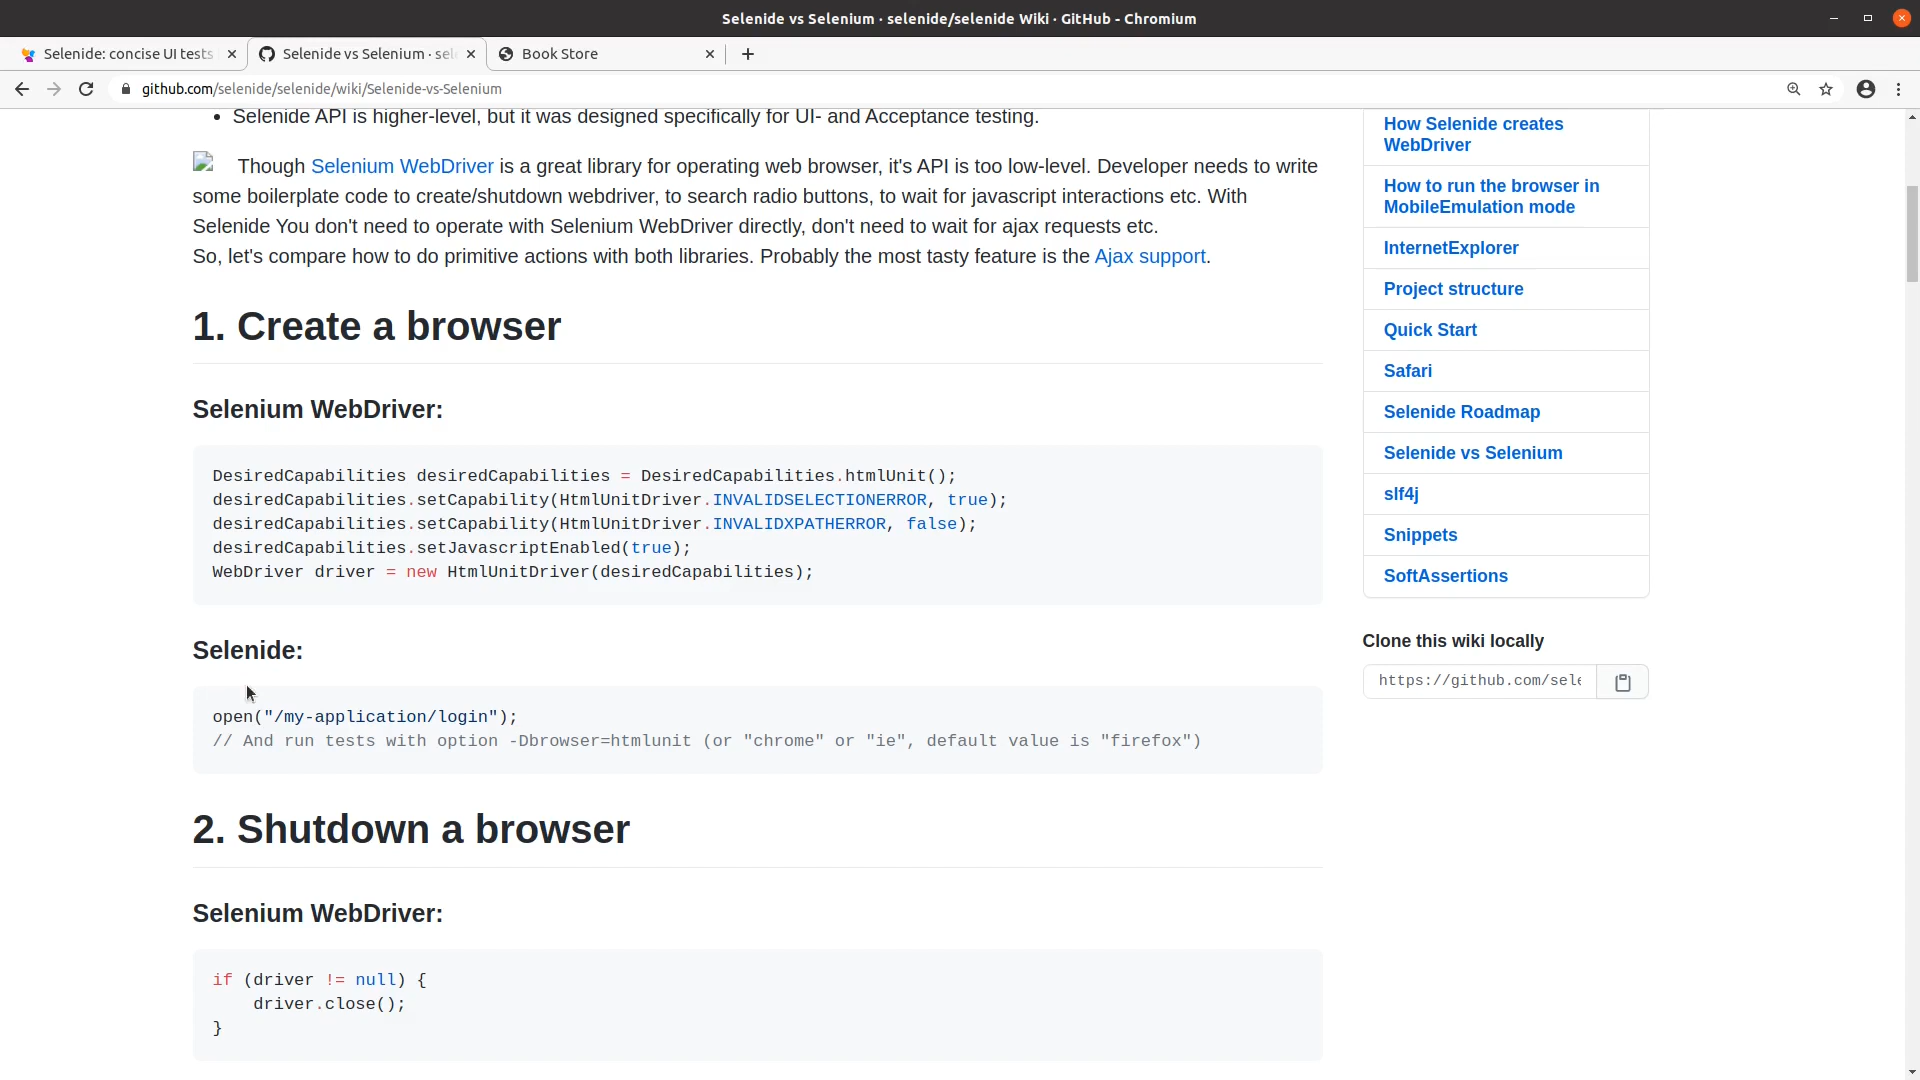 Selenide vs Selenium · selenide/selenide Wiki · GitHub - Chromium
Selenide: concise UI tests
Selenide vs Selenium · sel
Book Store
github.com/selenide/selenide/wiki/Selenide-vs-Selenium
• Selenide API is higher-level, but it was designed specifically for UI- and Acceptance testing.
Though Selenium WebDriver is a great library for operating web browser, it's API is too low-level. Developer needs to write
some boilerplate code to create/shutdown webdriver, to search radio buttons, to wait for javascript interactions etc. With
Selenide You don't need to operate with Selenium WebDriver directly, don't need to wait for ajax requests etc.
So, let's compare how to do primitive actions with both libraries. Probably the most tasty feature is the Ajax support.
1. Create a browser
Selenium WebDriver:
DesiredCapabilities desiredCapabilities = DesiredCapabilities.htmlUnit();
desiredCapabilities.setCapability(HtmlUnitDriver.INVALIDSELECTIONERROR, true);
desiredCapabilities.setCapability(HtmlUnitDriver.INVALIDXPATHERROR, false);
desiredCapabilities.setJavascriptEnabled(true);
WebDriver driver = new HtmlUnitDriver(desiredCapabilities);
Selenide:
open("/my-application/login");
// And run tests with option -Dbrowser=htmlunit (or "chrome" or "ie", default value is "firefox")
2. Shutdown a browser
Selenium WebDriver:
if (driver != null) {
    driver.close();
}
How Selenide creates
WebDriver
How to run the browser in
MobileEmulation mode
InternetExplorer
Project structure
Quick Start
Safari
Selenide Roadmap
Selenide vs Selenium
slf4j
Snippets
SoftAssertions
Clone this wiki locally
https://github.com/sele